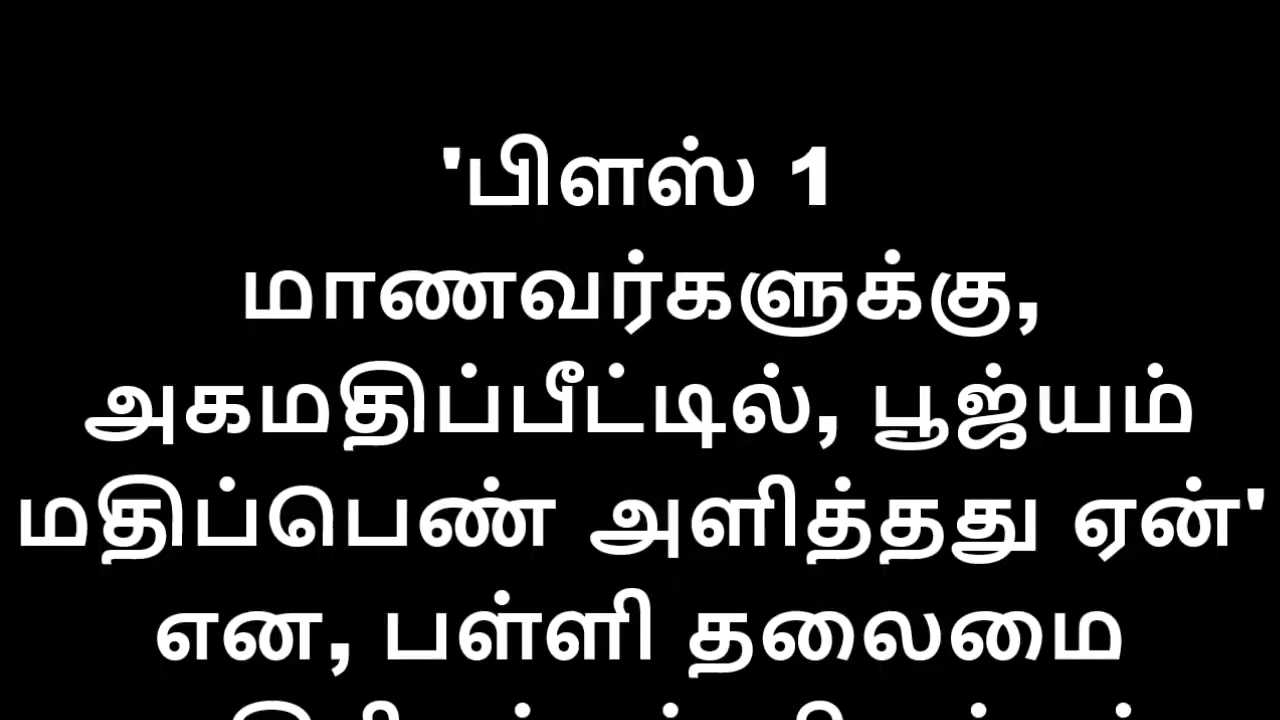 'பிளஸ் 1
மாணவர்களுக்கு,
அகமதிப்பீட்டில், பூஜ்யம்
மதிப்பெண் அளித்தது ஏன்'
என, பள்ளி தலைமை